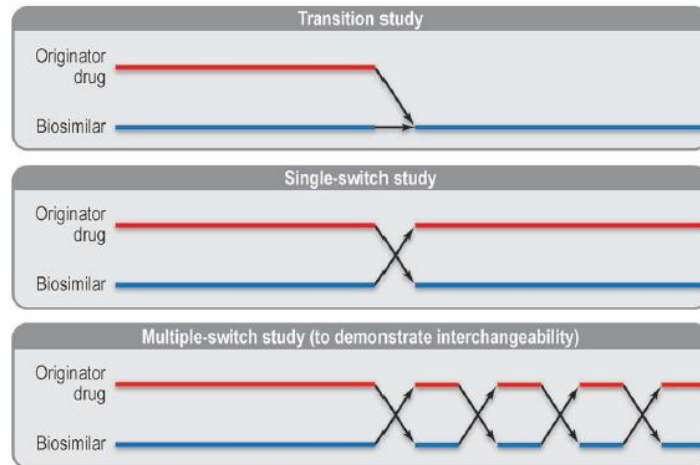 Transition study
Originator
drug
Biosimilar
Single-switch study
Originator
drug
Biosimilar
Multiple-switch study (to demonstrate interchangeability)
Originator
drug
Biosimilar